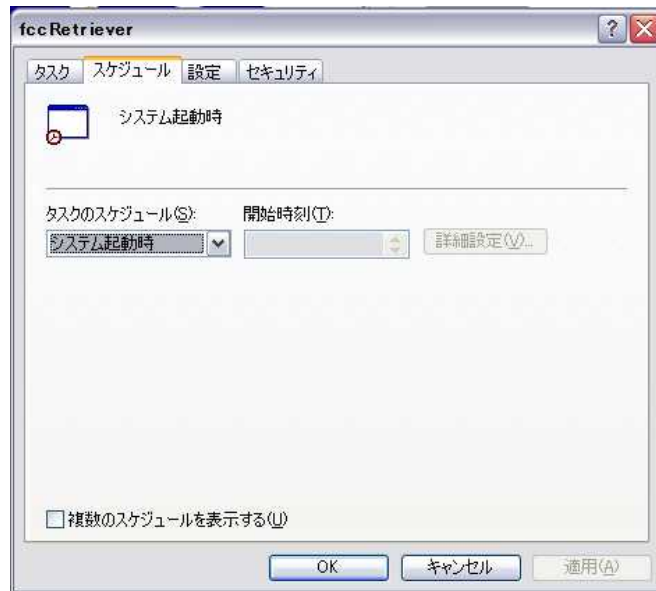 fccRetriever
タスク スケジュール 設定 セキュリティ
システム起動時
タスクのスケジュール(S): 開始時刻(T):
システム起動時 詳細設定(V)...
複数のスケジュールを表示する(U)
OK キャンセル 適用(A)